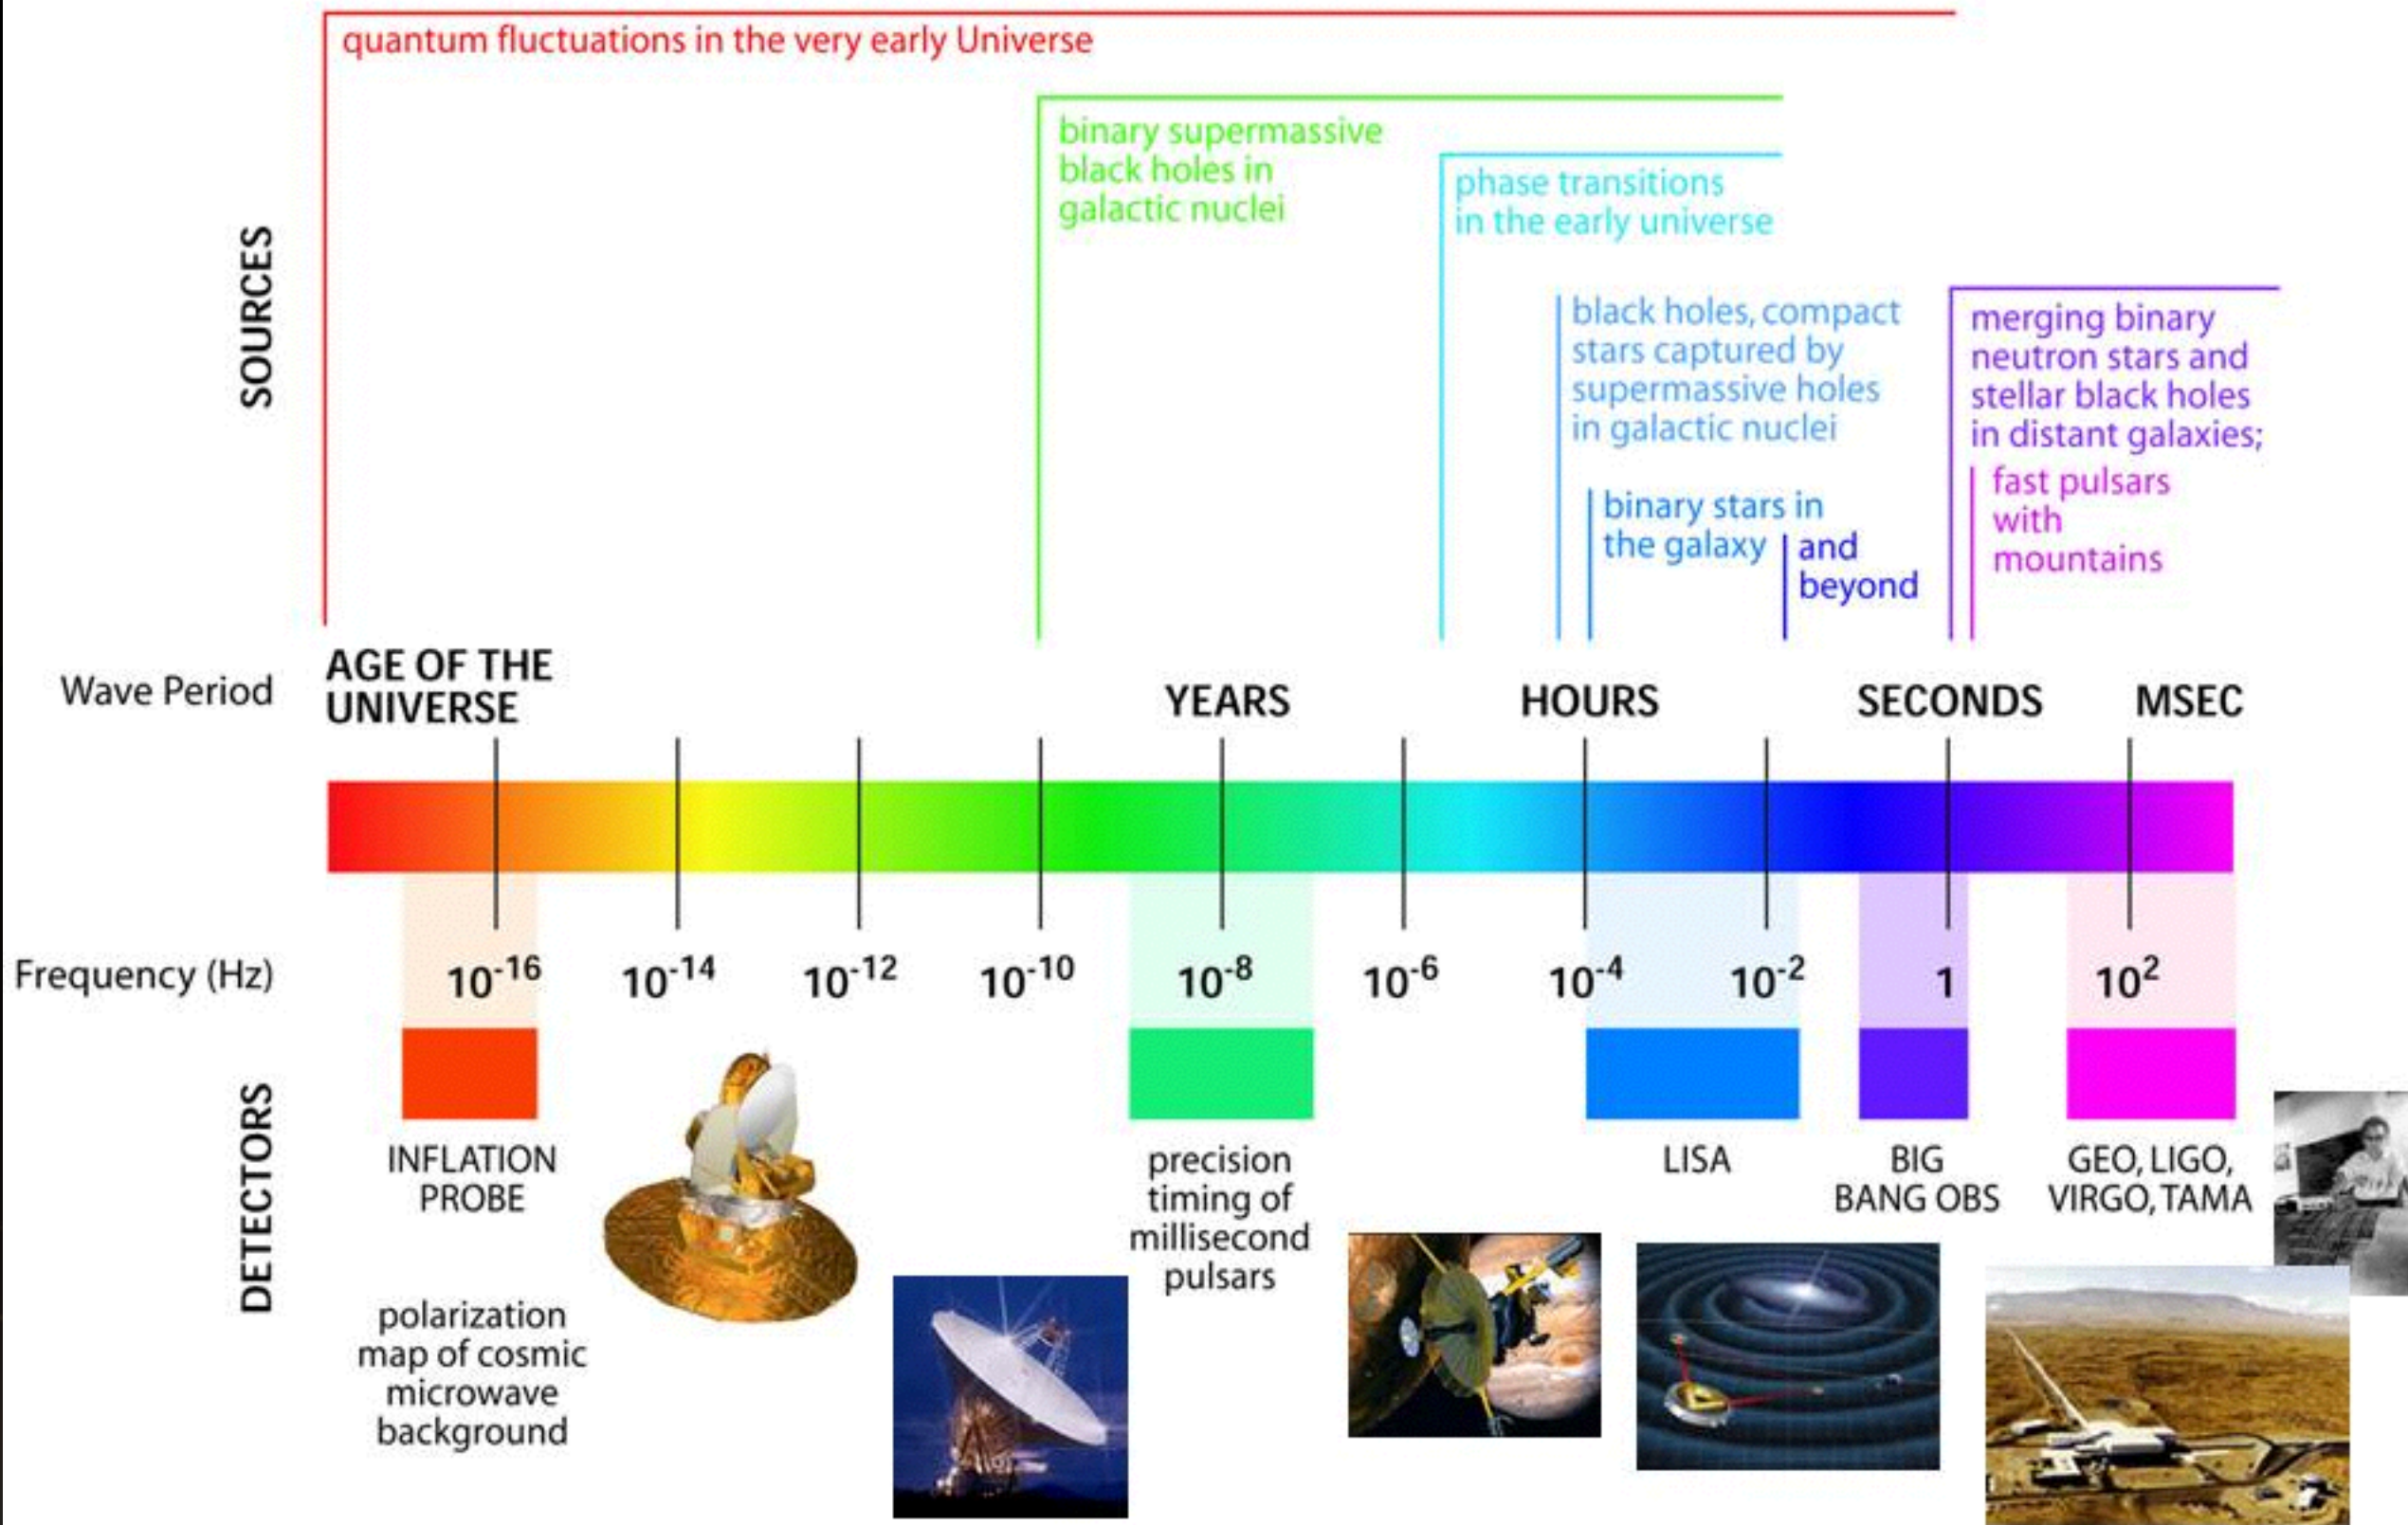 quantum fluctuations in the very early Universe
binary supermassive
black holes in
galactic nuclei
phase transitions
in the early universe
black holes, compact
stars captured by
supermassive holes
in galactic nuclei
binary stars in
the galaxy
and
beyond
merging binary
neutron stars and
stellar black holes
in distant galaxies;
fast pulsars
with
mountains
SOURCES
Wave Period
AGE OF THE
UNIVERSE
YEARS
HOURS
SECONDS
MSEC
Frequency (Hz)
10⁻¹⁶
10⁻¹⁴
10⁻¹²
10⁻¹⁰
10⁻⁸
10⁻⁶
10⁻⁴
10⁻²
1
10²
DETECTORS
INFLATION
PROBE
polarization
map of cosmic
microwave
background
precision
timing of
millisecond
pulsars
LISA
BIG
BANG OBS
GEO, LIGO,
VIRGO, TAMA